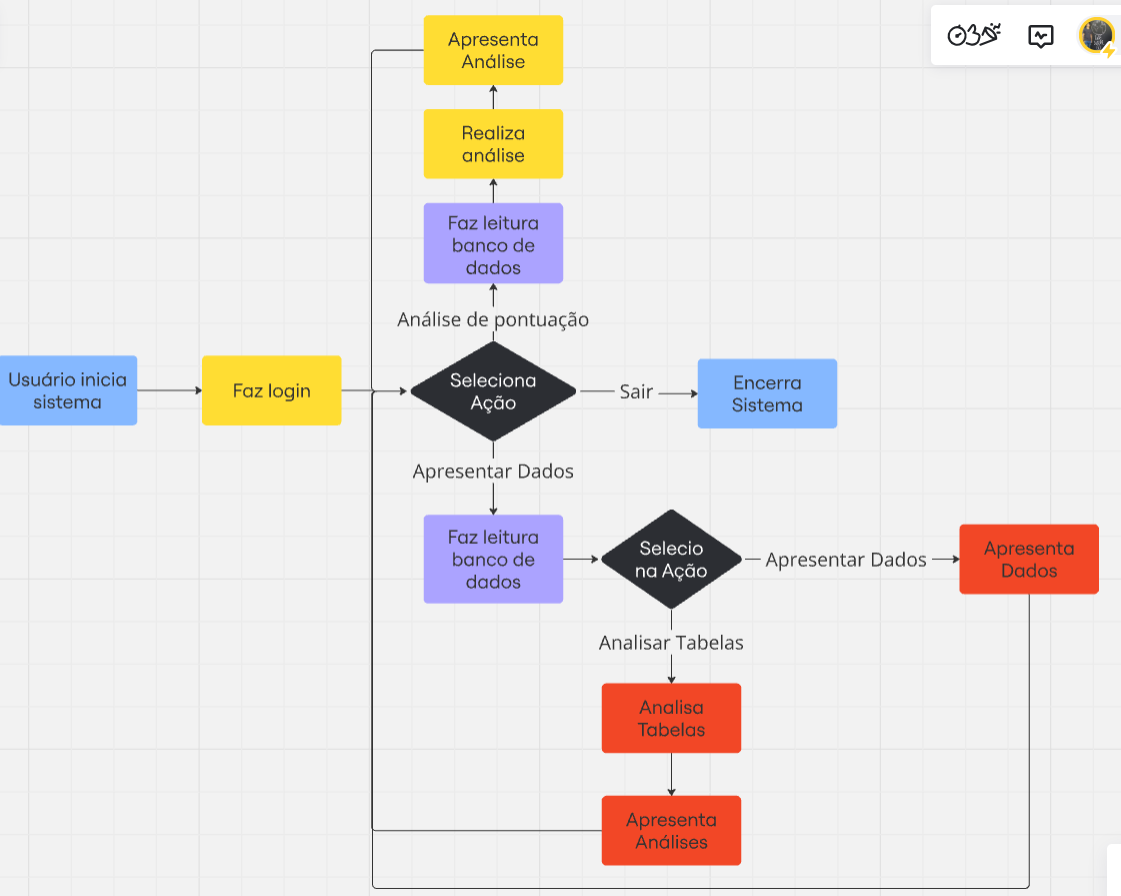 Apresenta
Análise
Realiza
análise
Faz leitura
banco de
dados
Análise de pontuação
Usuário inicia
sistema
Faz login
Seleciona
Ação
Sair
Encerra
Sistema
Apresentar Dados
Faz leitura
banco de
dados
Selecio
na Ação
Apresentar Dados
Apresenta
Dados
Analisar Tabelas
Analisa
Tabelas
Apresenta
Análises